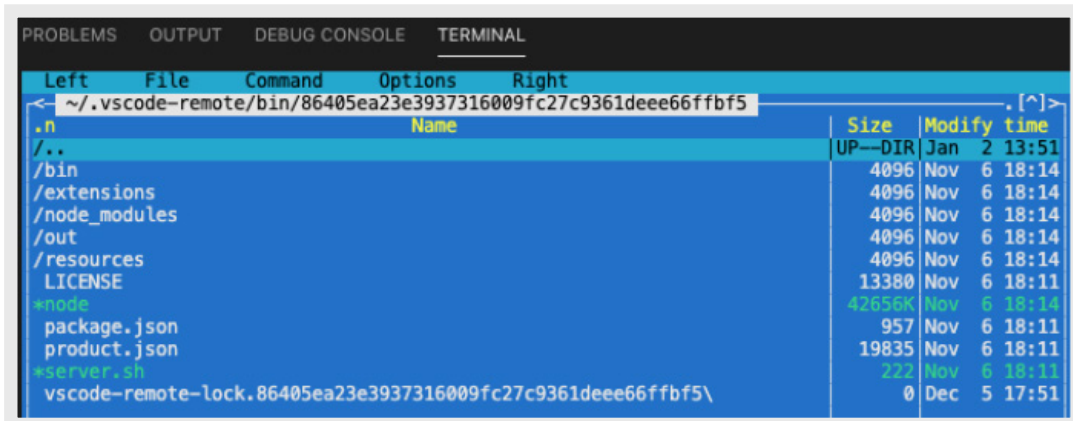 PROBLEMS OUTPUT DEBUG CONSOLE TERMINAL
Left File Command Options Right
<- ~/.vscode-remote/bin/86405ea23e3937316009fc27c9361deee66ffbf5 .[^]>
.n Name Size Modify time
/.. UP--DIR Jan 2 13:51
/bin 4096 Nov 6 18:14
/extensions 4096 Nov 6 18:14
/node_modules 4096 Nov 6 18:14
/out 4096 Nov 6 18:14
/resources 4096 Nov 6 18:14
LICENSE 13380 Nov 6 18:11
*node 42656K Nov 6 18:14
package.json 957 Nov 6 18:11
product.json 19835 Nov 6 18:11
*server.sh 222 Nov 6 18:11
vscode-remote-lock.86405ea23e3937316009fc27c9361deee66ffbf5\ 0 Dec 5 17:51